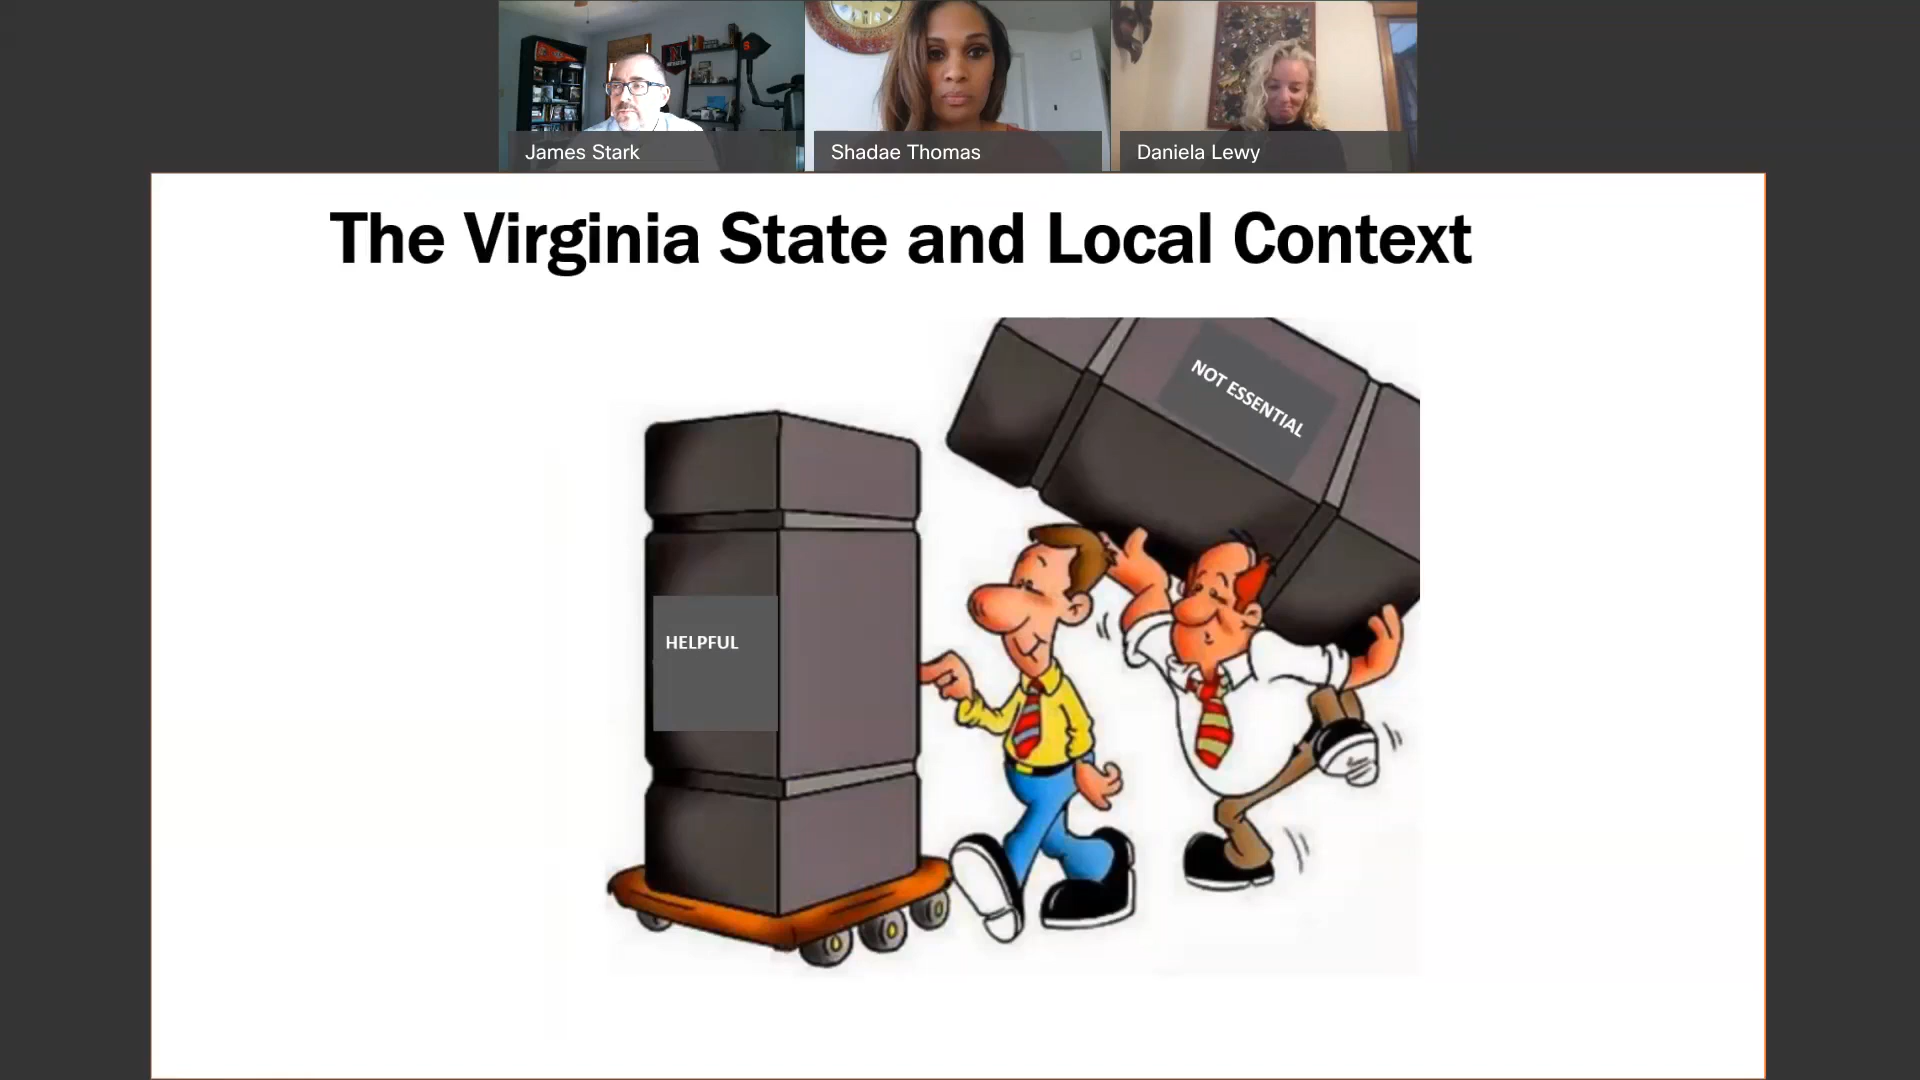 James Stark
Shadae Thomas
Daniela Lewy
The Virginia State and Local Context
NOT ESSENTIAL
HELPFUL